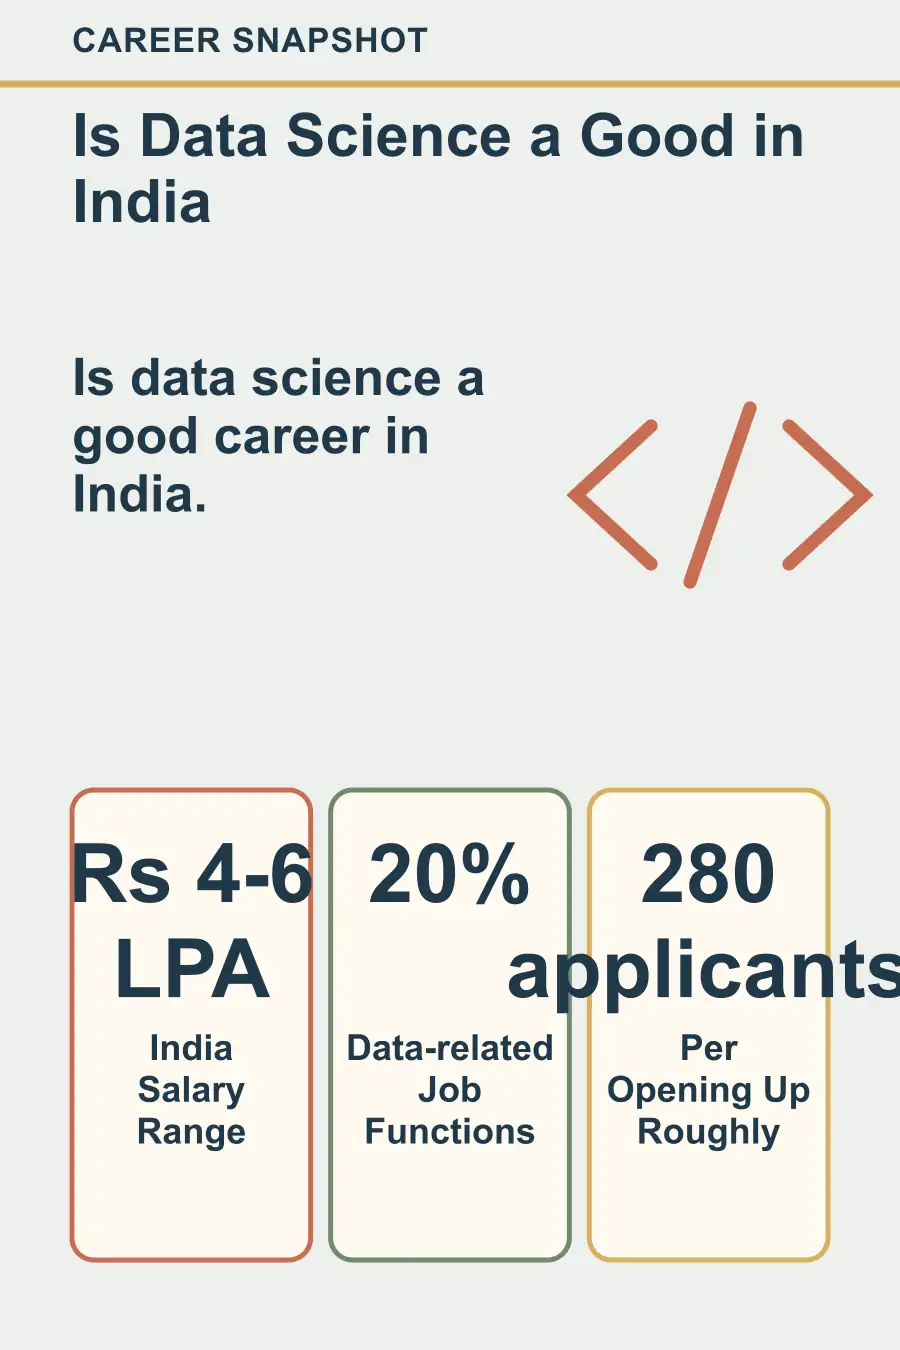 CAREER SNAPSHOT
Is Data Science a Good in
India
Is data science a
good career in
India.
Rs 4-6
LPA
India
Salary
Range
20%
Data-related
Job
Functions
280
applicants
Per
Opening Up
Roughly